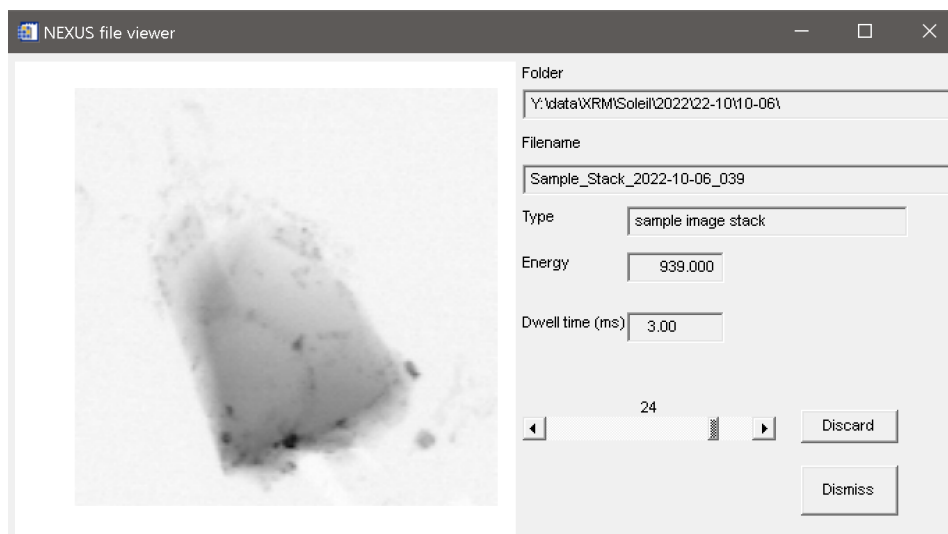 NEXUS file viewer
Folder
Y:\data\XRM\Soleil\2022\22-10\10-06\
Filename
Sample_Stack_2022-10-06_039
Type
sample image stack
Energy
939.000
Dwell time (ms)
3.00
24
Discard
Dismiss